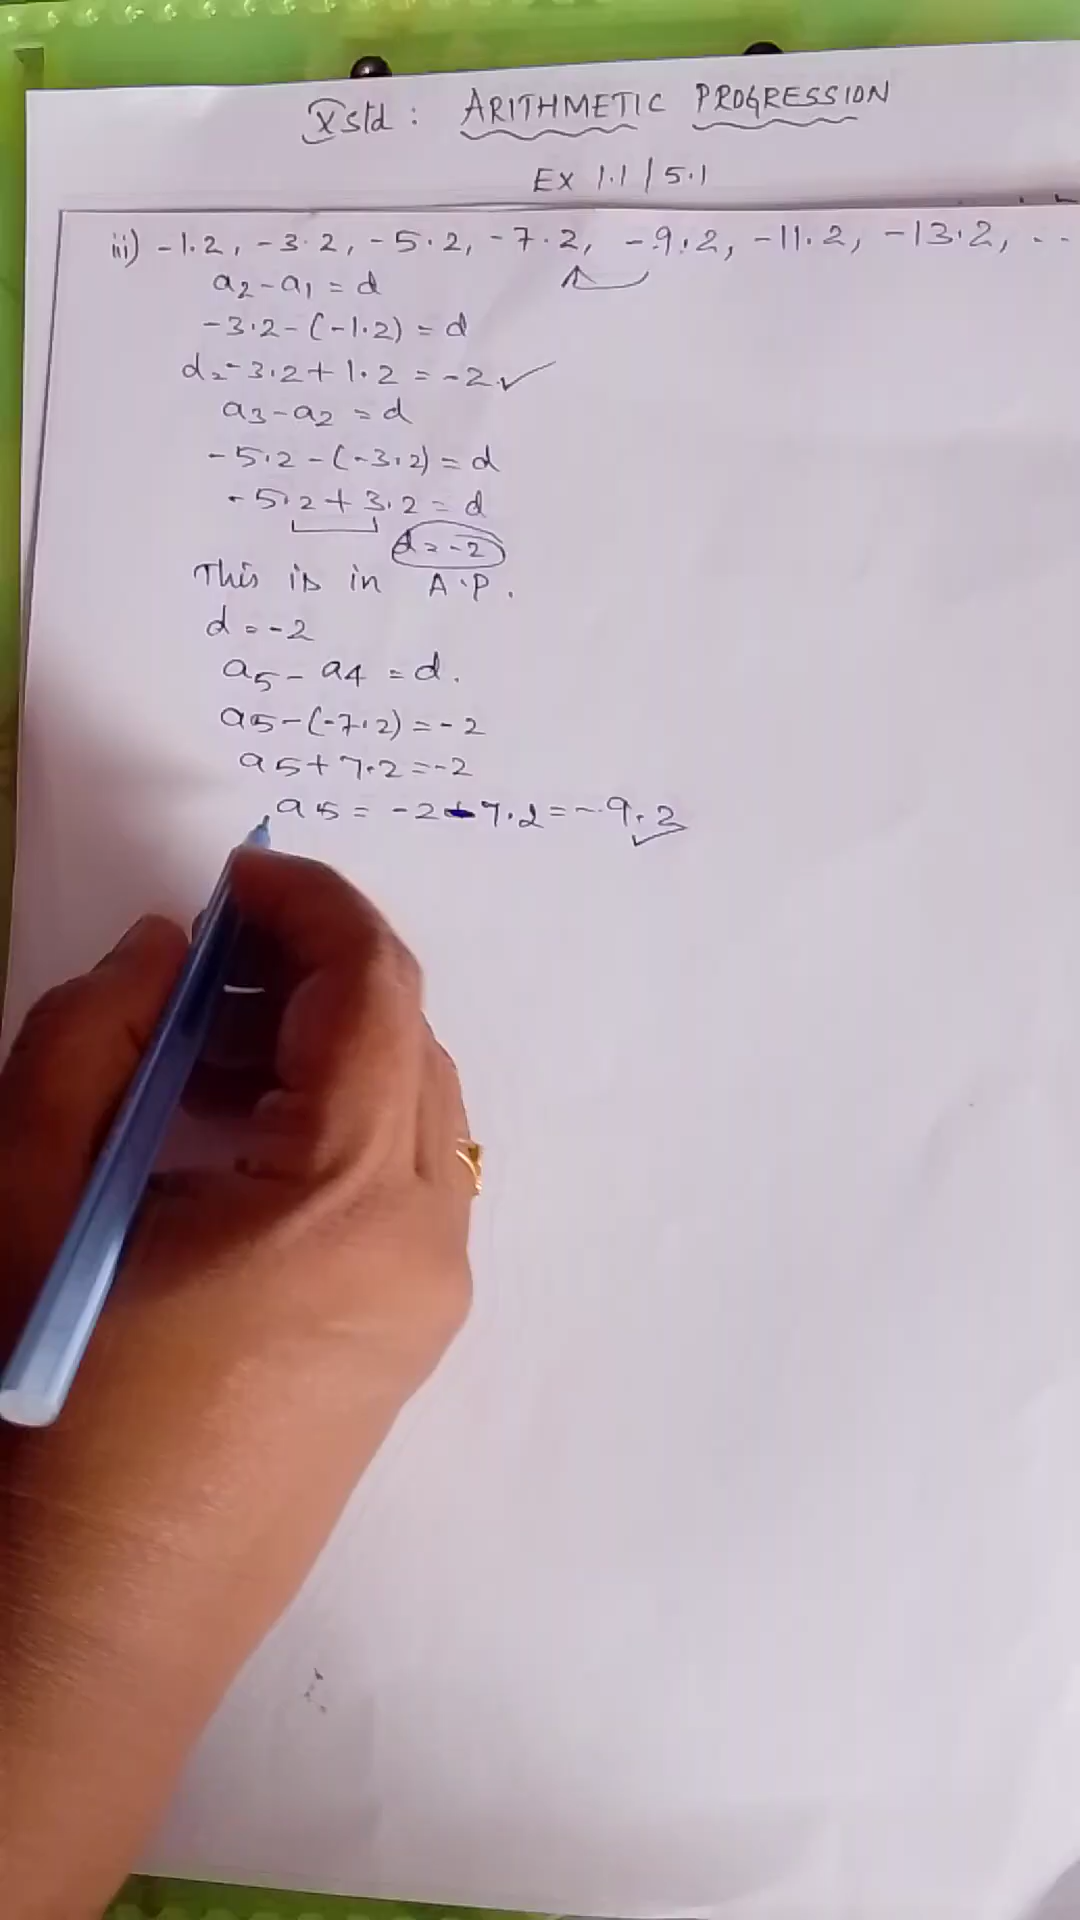 X std : ARITHMETIC PROGRESSION
Ex 1.1 / 5.1
iii) -1.2, -3.2, -5.2, -7.2, -9.2, -11.2, -13.2, ..
a2 - a1 = d
-3.2 - (-1.2) = d
d = -3.2 + 1.2 = -2 ✓
a3 - a2 = d
-5.2 - (-3.2) = d
-5.2 + 3.2 = d
d = -2
This is in A.P.
d = -2
a5 - a4 = d.
a5 - (-7.2) = -2
a5 + 7.2 = -2
a5 = -2 - 7.2 = -9.2